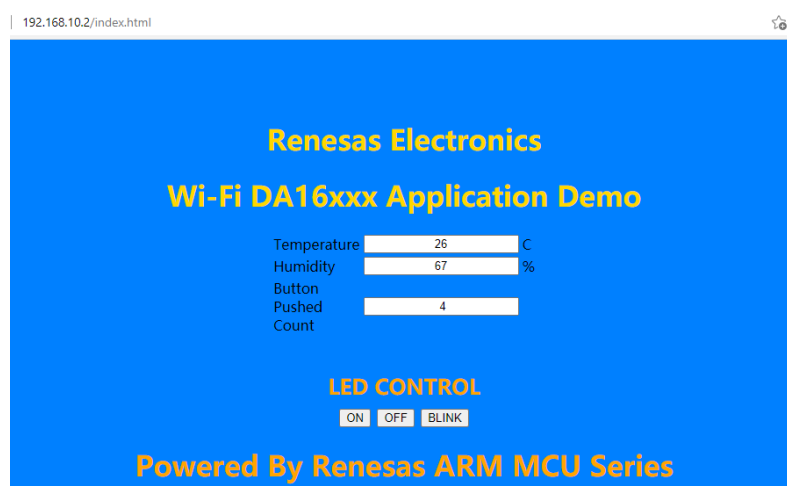 192.168.10.2/index.html
Renesas Electronics
Wi-Fi DA16xxx Application Demo
Temperature 26 C
Humidity 67 %
Button
Pushed 4
Count
LED CONTROL
ON OFF BLINK
Powered By Renesas ARM MCU Series